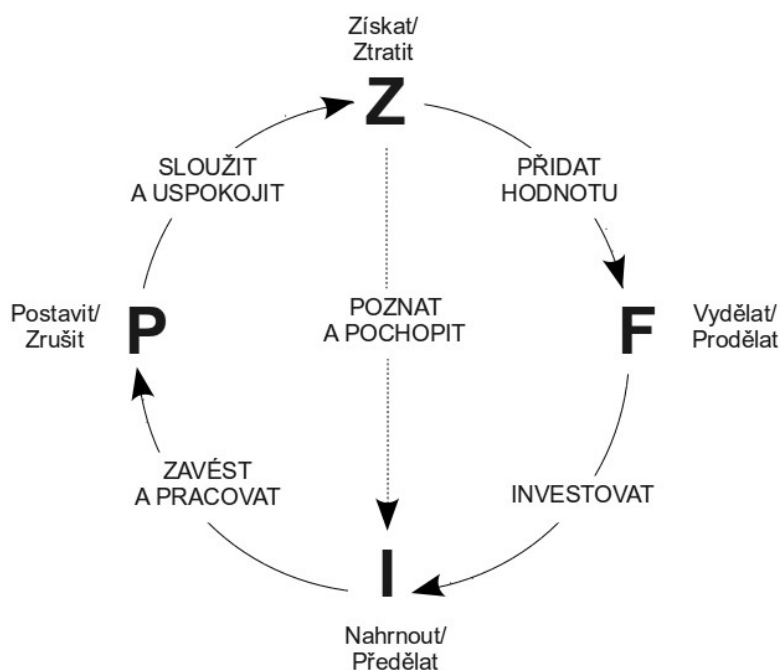 Získat/
Ztratit
Z
SLOUŽIT
A USPOKOJIT
PŘIDAT
HODNOTU
Postavit/
Zrušit
P
POZNAT
A POCHOPIT
F
Vydělat/
Prodělat
ZAVÉST
A PRACOVAT
INVESTOVAT
I
Nahrnout/
Předělat